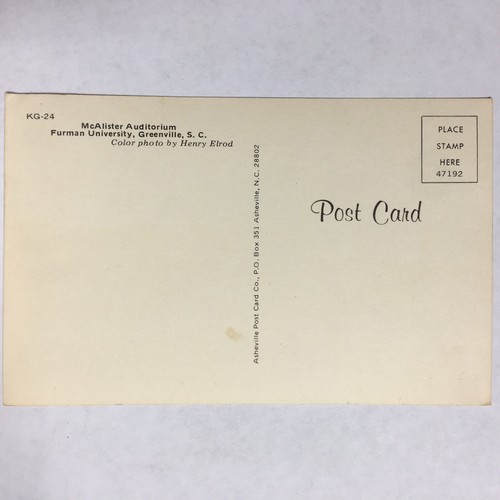 KG-24
McAlister Auditorium
Furman University, Greenville, S. C.
Color photo by Henry Elrod
Asheville Post Card Co., P.O. Box 351 Asheville, N.C. 28802
PLACE
STAMP
HERE
47192
Post Card